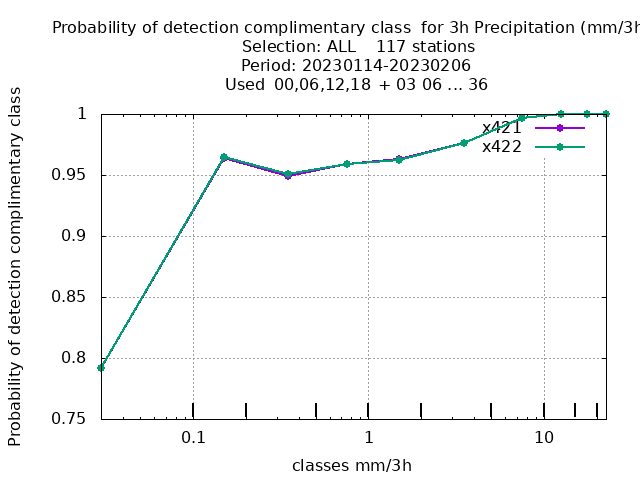 Probability of detection complimentary class for 3h Precipitation (mm/3h
Selection: ALL 117 stations
Period: 20230114-20230206
Used 00,06,12,18 + 03 06 ... 36
Probability of detection complimentary class
1
0.95
0.9
0.85
0.8
0.75
x421
x422
0.1 1 10
classes mm/3h